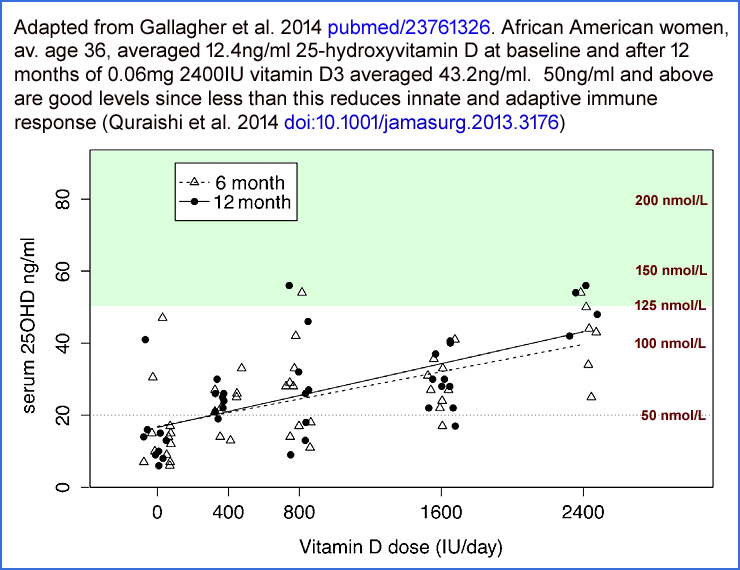 Adapted from Gallagher et al. 2014 pubmed/23761326. African American women,
av. age 36, averaged 12.4ng/ml 25-hydroxyvitamin D at baseline and after 12
months of 0.06mg 2400IU vitamin D3 averaged 43.2ng/ml.  50ng/ml and above
are good levels since less than this reduces innate and adaptive immune
response (Quraishi et al. 2014 doi:10.1001/jamasurg.2013.3176)
6 month
12 month
80
60
40
20
0
serum 25OHD ng/ml
200 nmol/L
150 nmol/L
125 nmol/L
100 nmol/L
50 nmol/L
0 400 800 1600 2400
Vitamin D dose (IU/day)